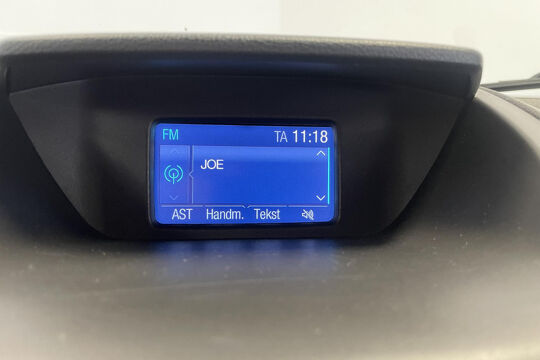 FM TA 11:18
JOE
AST Handm. Tekst